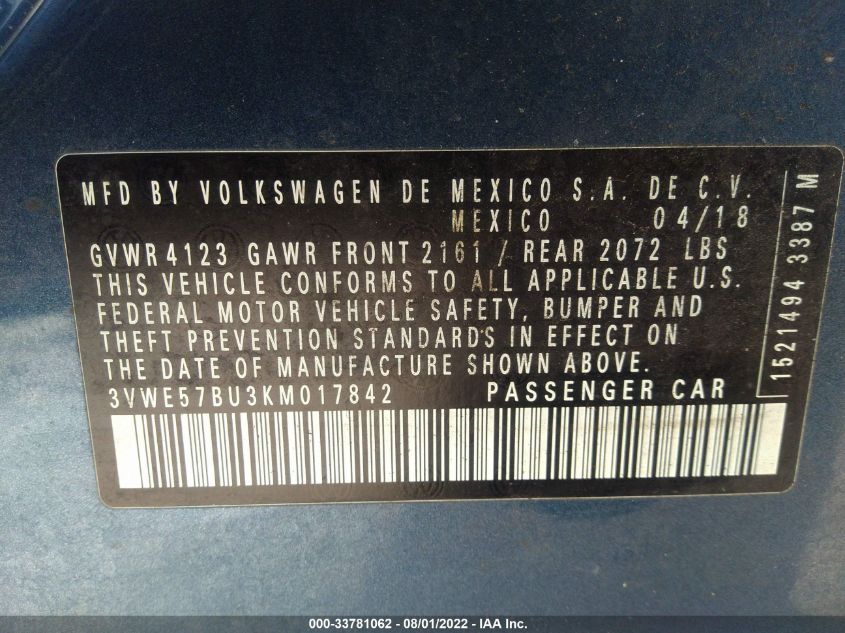 MFD BY VOLKSWAGEN DE MEXICO S.A. DE C.V.
MEXICO 04/18
GVWR 4123 GAWR FRONT 2161 / REAR 2072 LBS
THIS VEHICLE CONFORMS TO ALL APPLICABLE U.S.
FEDERAL MOTOR VEHICLE SAFETY, BUMPER AND
THEFT PREVENTION STANDARDS IN EFFECT ON
THE DATE OF MANUFACTURE SHOWN ABOVE.
3VWE57BU3KM017842 PASSENGER CAR
1521494 3387 M
000-33781062 - 08/01/2022 - IAA Inc.